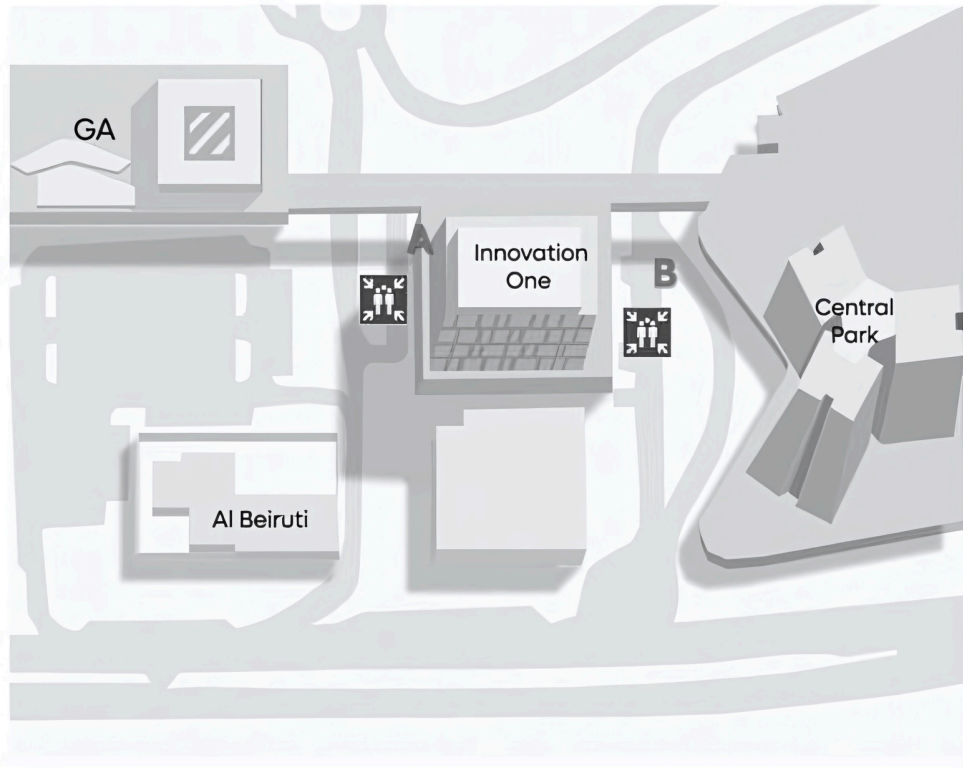 GA
A
Innovation
One
B
Central
Park
Al Beiruti